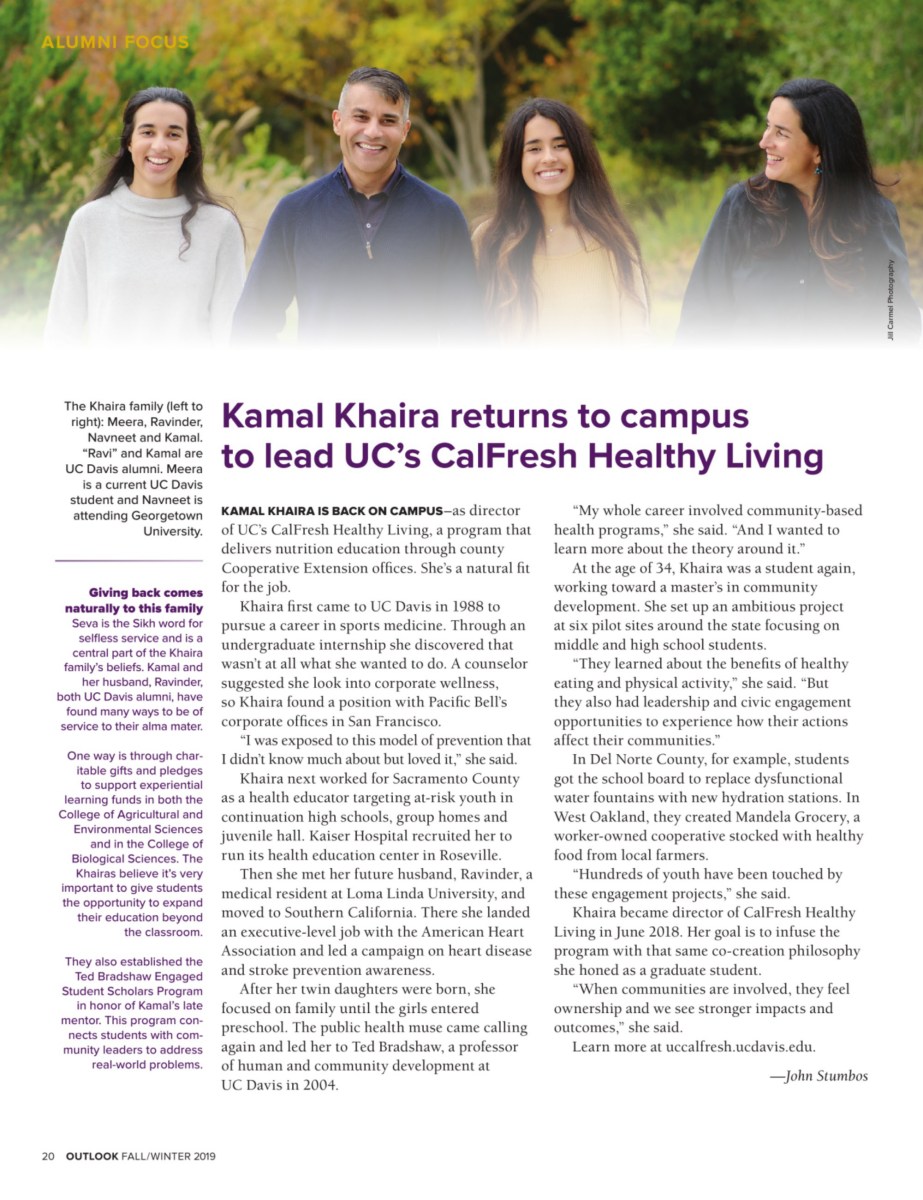 ALUMNI FOCUS
Jill Carmel Photography
The Khaira family (left to
right): Meera, Ravinder,
Navneet and Kamal.
“Ravi” and Kamal are
UC Davis alumni. Meera
is a current UC Davis
student and Navneet is
attending Georgetown
University.
Giving back comes
naturally to this family
Seva is the Sikh word for
selfless service and is a
central part of the Khaira
family’s beliefs. Kamal and
her husband, Ravinder,
both UC Davis alumni, have
found many ways to be of
service to their alma mater.
One way is through char-
itable gifts and pledges
to support experiential
learning funds in both the
College of Agricultural and
Environmental Sciences
and in the College of
Biological Sciences. The
Khairas believe it’s very
important to give students
the opportunity to expand
their education beyond
the classroom.
They also established the
Ted Bradshaw Engaged
Student Scholars Program
in honor of Kamal’s late
mentor. This program con-
nects students with com-
munity leaders to address
real-world problems.
Kamal Khaira returns to campus
to lead UC’s CalFresh Healthy Living
KAMAL KHAIRA IS BACK ON CAMPUS—as director
of UC’s CalFresh Healthy Living, a program that
delivers nutrition education through county
Cooperative Extension offices. She’s a natural fit
for the job.
Khaira first came to UC Davis in 1988 to
pursue a career in sports medicine. Through an
undergraduate internship she discovered that
wasn’t at all what she wanted to do. A counselor
suggested she look into corporate wellness,
so Khaira found a position with Pacific Bell’s
corporate offices in San Francisco.
“I was exposed to this model of prevention that
I didn’t know much about but loved it,” she said.
Khaira next worked for Sacramento County
as a health educator targeting at-risk youth in
continuation high schools, group homes and
juvenile hall. Kaiser Hospital recruited her to
run its health education center in Roseville.
Then she met her future husband, Ravinder, a
medical resident at Loma Linda University, and
moved to Southern California. There she landed
an executive-level job with the American Heart
Association and led a campaign on heart disease
and stroke prevention awareness.
After her twin daughters were born, she
focused on family until the girls entered
preschool. The public health muse came calling
again and led her to Ted Bradshaw, a professor
of human and community development at
UC Davis in 2004.
“My whole career involved community-based
health programs,” she said. “And I wanted to
learn more about the theory around it.”
At the age of 34, Khaira was a student again,
working toward a master’s in community
development. She set up an ambitious project
at six pilot sites around the state focusing on
middle and high school students.
“They learned about the benefits of healthy
eating and physical activity,” she said. “But
they also had leadership and civic engagement
opportunities to experience how their actions
affect their communities.”
In Del Norte County, for example, students
got the school board to replace dysfunctional
water fountains with new hydration stations. In
West Oakland, they created Mandela Grocery, a
worker-owned cooperative stocked with healthy
food from local farmers.
“Hundreds of youth have been touched by
these engagement projects,” she said.
Khaira became director of CalFresh Healthy
Living in June 2018. Her goal is to infuse the
program with that same co-creation philosophy
she honed as a graduate student.
“When communities are involved, they feel
ownership and we see stronger impacts and
outcomes,” she said.
Learn more at uccalfresh.ucdavis.edu.
—John Stumbos
20 OUTLOOK FALL/WINTER 2019